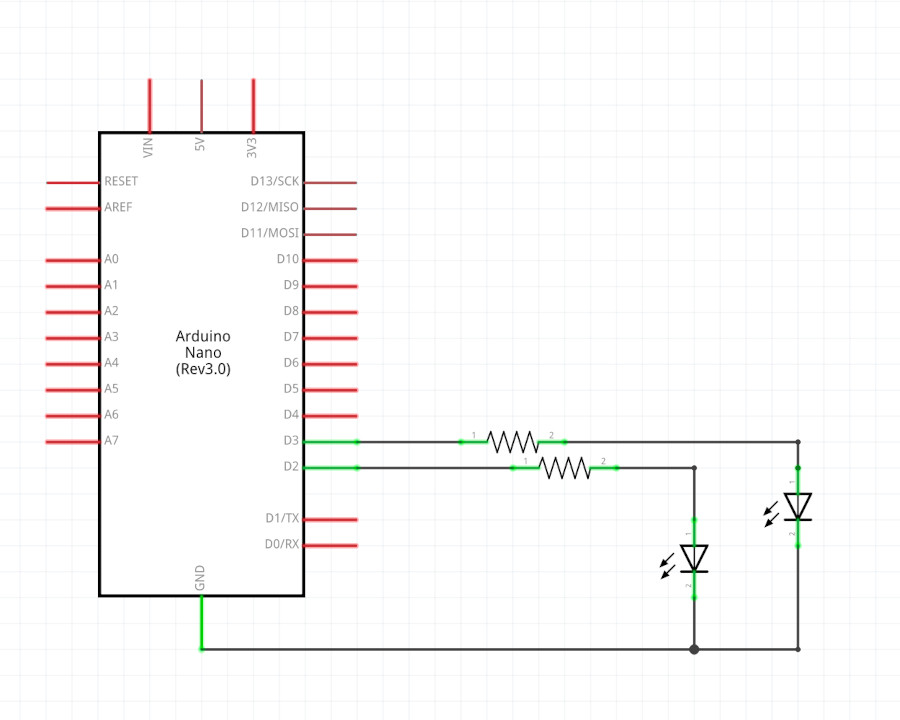 VIN
5V
3V3
RESET
D13/SCK
AREF
D12/MISO
D11/MOSI
A0
D10
A1
D9
A2
D8
A3
D7
Arduino
Nano
(Rev3.0)
A4
D6
A5
D5
A6
D4
A7
D3
1
2
D2
1
2
1
2
D1/TX
1
D0/RX
2
GND